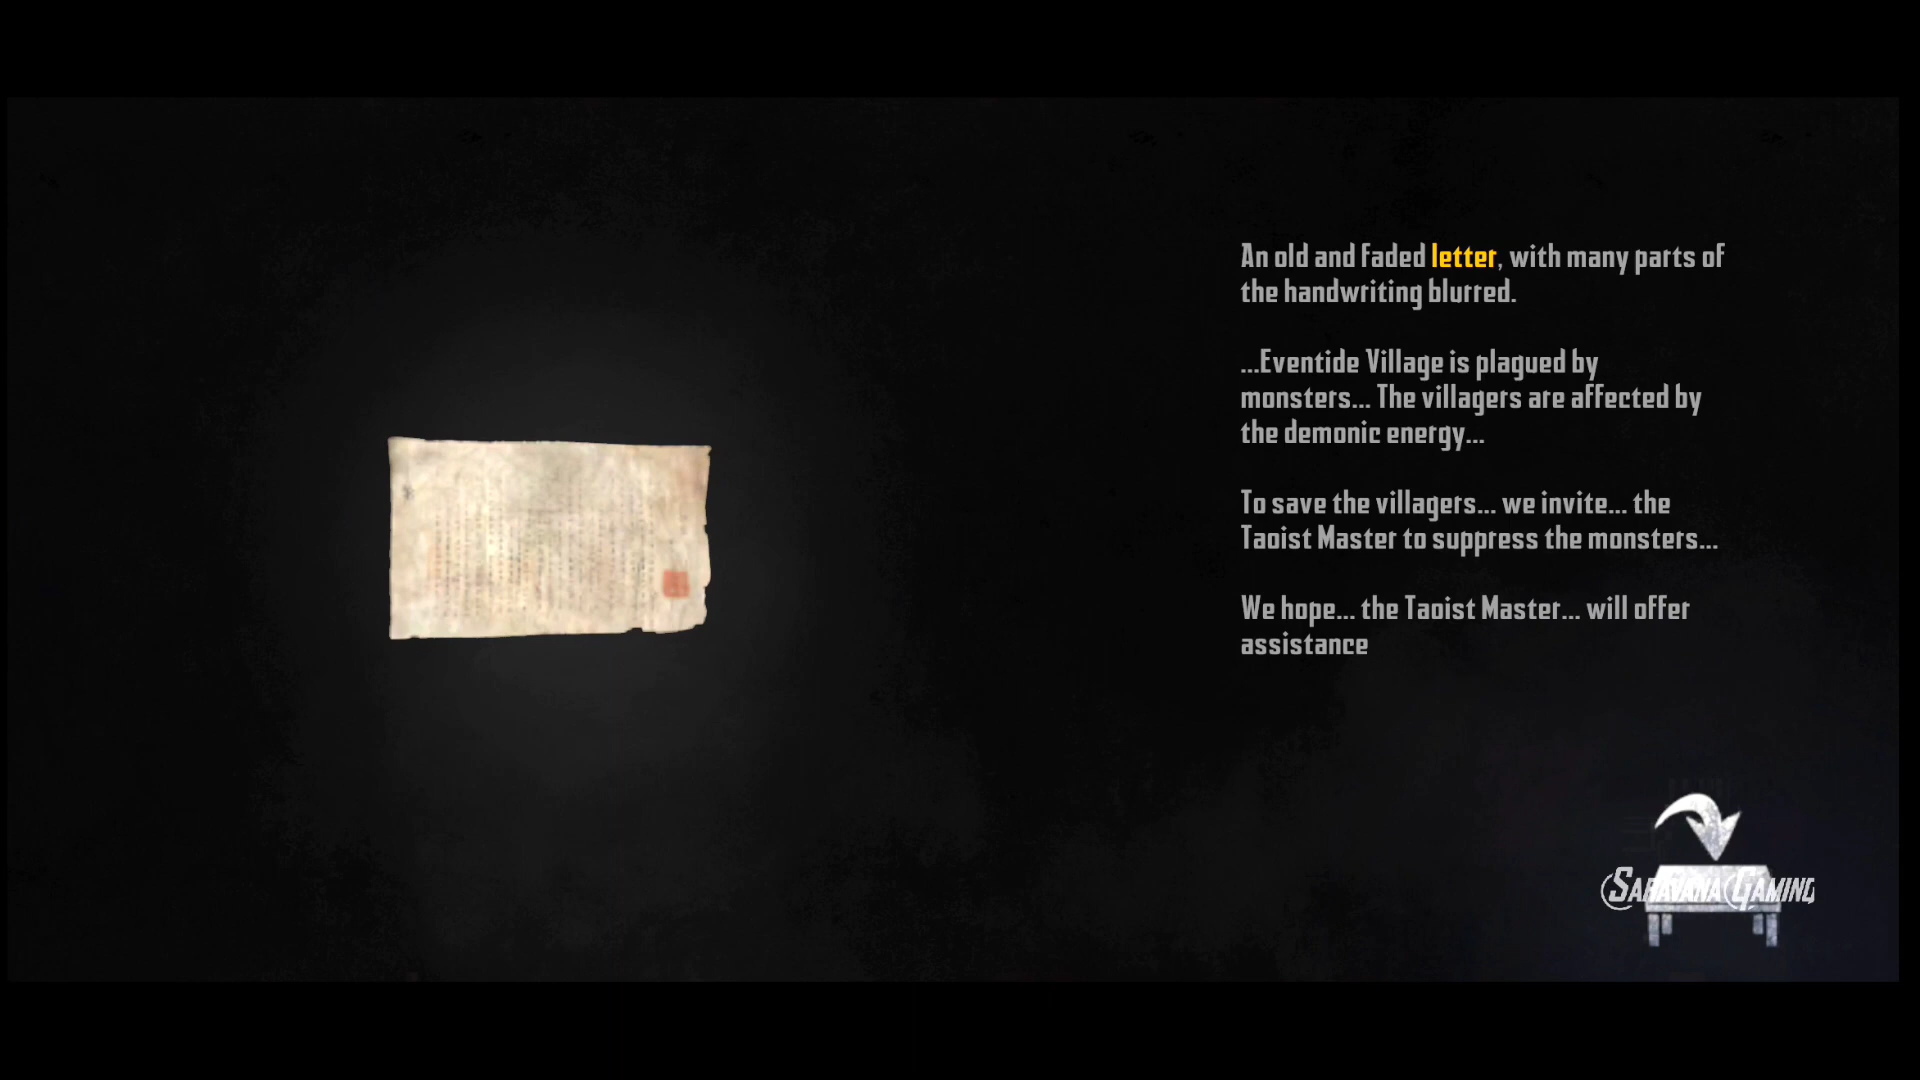 An old and faded letter, with many parts of
the handwriting blurred.
...Eventide Village is plagued by
monsters... The villagers are affected by
the demonic energy...
To save the villagers... we invite... the
Taoist Master to suppress the monsters...
We hope... the Taoist Master... will offer
assistance
Saravana Gaming